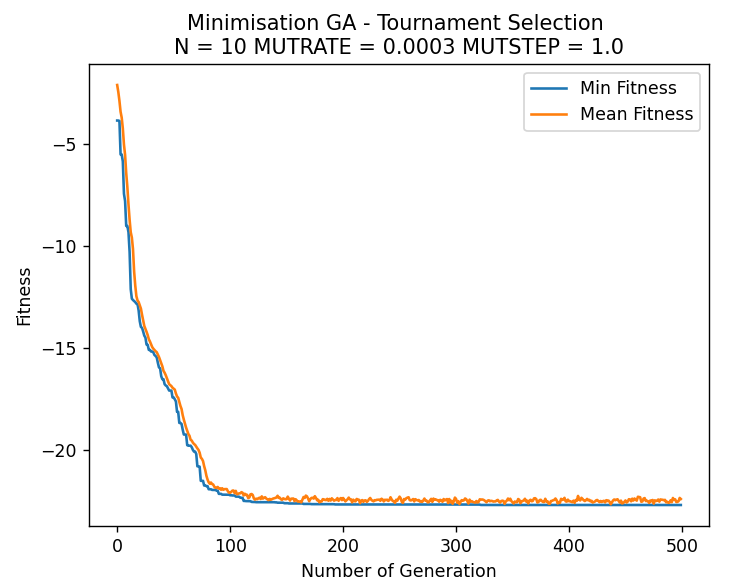 Minimisation GA - Tournament Selection
N = 10 MUTRATE = 0.0003 MUTSTEP = 1.0
Min Fitness
Mean Fitness
−5
−10
−15
−20
Fitness
0 100 200 300 400 500
Number of Generation